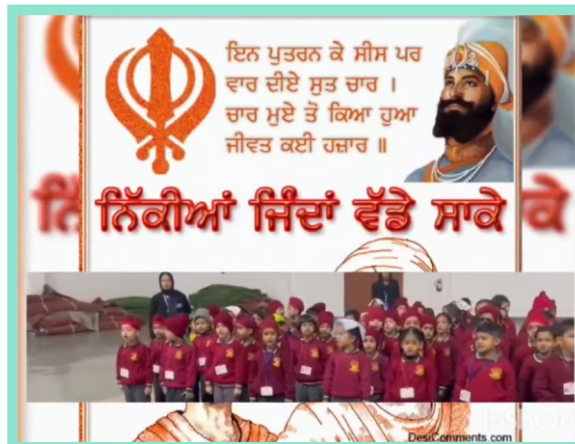 ਇਨ ਪੁਤਰਨ ਕੇ ਸੀਸ ਪਰ
ਵਾਰ ਦੀਏ ਸੁਤ ਚਾਰ ।
ਚਾਰ ਮੁਏ ਤੋਂ ਕਿਆ ਹੁਆ
ਜੀਵਤ ਕਈ ਹਜ਼ਾਰ ॥
ਨਿੱਕੀਆਂ ਜਿੰਦਾਂ ਵੱਡੇ ਸਾਕੇ
DesiComments.com